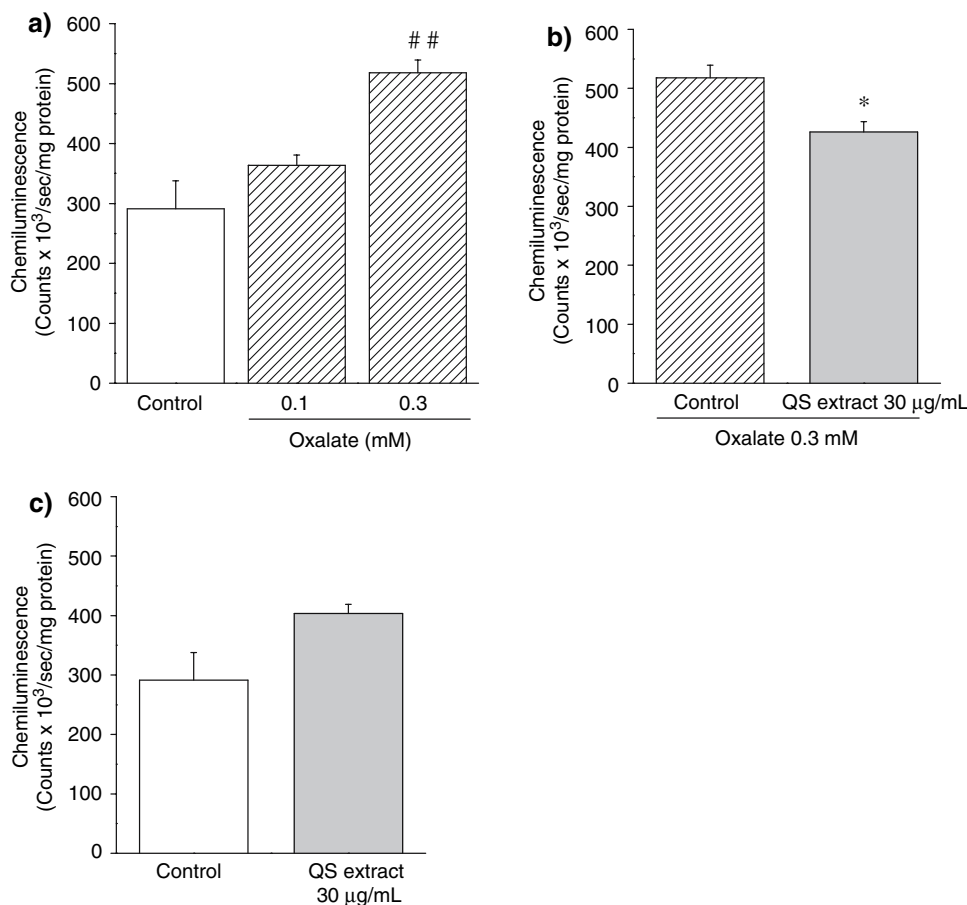 a)
Chemiluminescence
(Counts x 10³/sec/mg protein)
600
500
400
300
200
100
0
# #
Control
0.1
0.3
Oxalate (mM)
b)
Chemiluminescence
(Counts x 10³/sec/mg protein)
600
500
400
300
200
100
0
*
Control
QS extract 30 µg/mL
Oxalate 0.3 mM
c)
Chemiluminescence
(Counts x 10³/sec/mg protein)
600
500
400
300
200
100
0
Control
QS extract
30 µg/mL